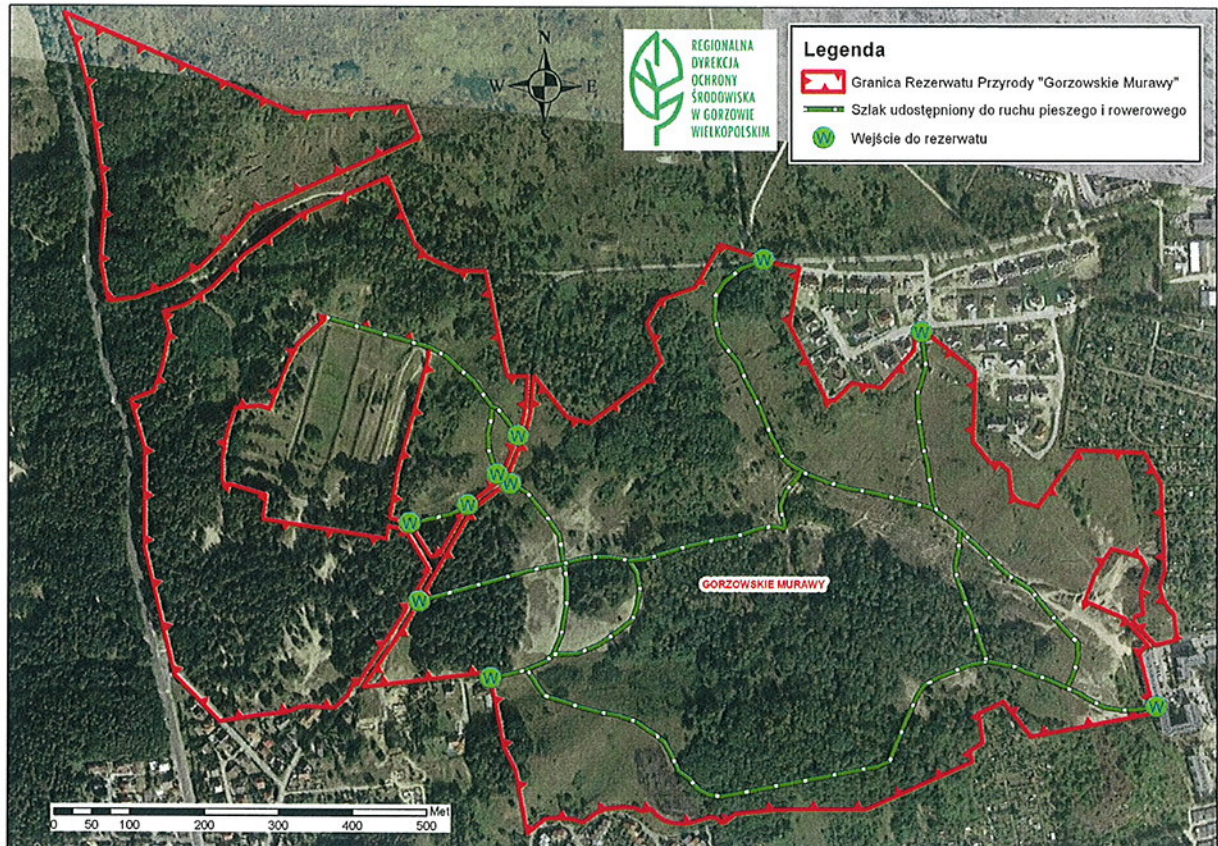 N
W E
S
REGIONALNA
DYREKCJA
OCHRONY
ŚRODOWISKA
W GORZOWIE
WIELKOPOLSKIM
Legenda
Granica Rezerwatu Przyrody "Gorzowskie Murawy"
Szlak udostępniony do ruchu pieszego i rowerowego
W Wejście do rezerwatu
W
W
W
W
W
W
W
W
GORZOWSKIE MURAWY
W
W
Met
0 50 100 200 300 400 500